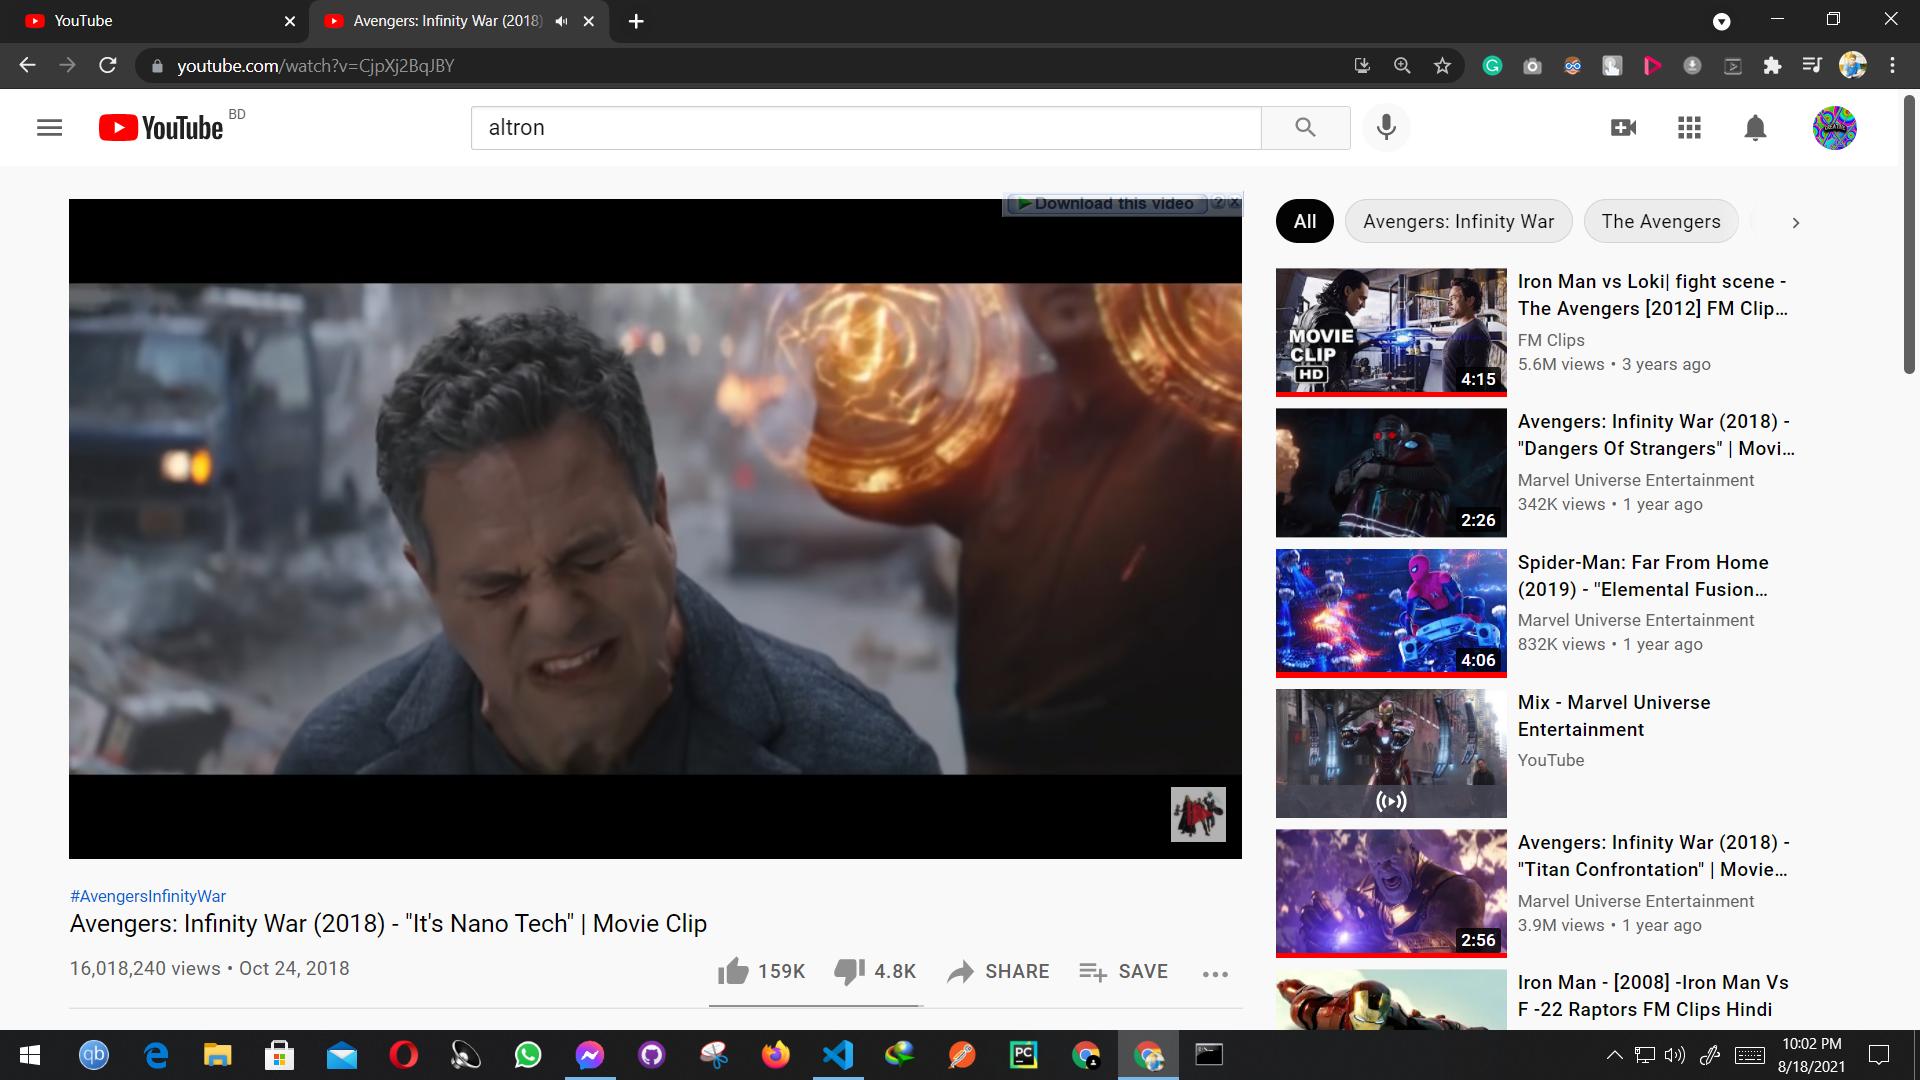 YouTube
Avengers: Infinity War (2018)
youtube.com/watch?v=CjpXj2BqJBY
YouTube BD
altron
Download this video
All
Avengers: Infinity War
The Avengers
MOVIE
CLIP
HD
4:15
Iron Man vs Loki| fight scene -
The Avengers [2012] FM Clip...
FM Clips
5.6M views • 3 years ago
2:26
Avengers: Infinity War (2018) -
"Dangers Of Strangers" | Movi...
Marvel Universe Entertainment
342K views • 1 year ago
4:06
Spider-Man: Far From Home
(2019) - "Elemental Fusion...
Marvel Universe Entertainment
832K views • 1 year ago
Mix - Marvel Universe
Entertainment
YouTube
2:56
Avengers: Infinity War (2018) -
"Titan Confrontation" | Movie...
Marvel Universe Entertainment
3.9M views • 1 year ago
Iron Man - [2008] -Iron Man Vs
F -22 Raptors FM Clips Hindi
#AvengersInfinityWar
Avengers: Infinity War (2018) - "It's Nano Tech" | Movie Clip
16,018,240 views • Oct 24, 2018
159K
4.8K
SHARE
SAVE
qb
PC
10:02 PM
8/18/2021